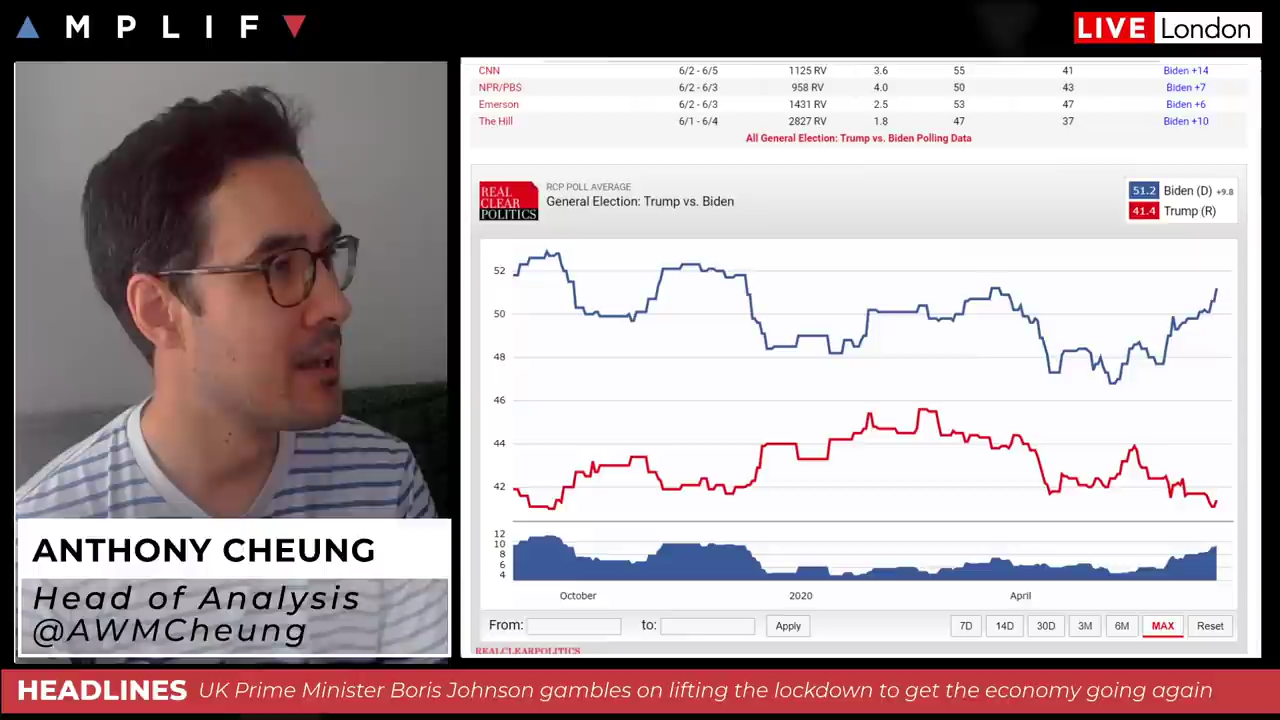 ▲ M P L I F ▼
LIVE London
CNN 6/2 - 6/5 1125 RV 3.6 55 41 Biden +14
NPR/PBS 6/2 - 6/3 958 RV 4.0 50 43 Biden +7
Emerson 6/2 - 6/3 1431 RV 2.5 53 47 Biden +6
The Hill 6/1 - 6/4 2827 RV 1.8 47 37 Biden +10
All General Election: Trump vs. Biden Polling Data
REAL
CLEAR
POLITICS
RCP POLL AVERAGE
General Election: Trump vs. Biden
51.2 Biden (D) +9.8
41.4 Trump (R)
52
50
48
46
44
42
12
10
8
6
4
October 2020 April
From: to: Apply 7D 14D 30D 3M 6M MAX Reset
REALCLEARPOLITICS
ANTHONY CHEUNG
Head of Analysis
@AWMCheung
HEADLINES UK Prime Minister Boris Johnson gambles on lifting the lockdown to get the economy going again